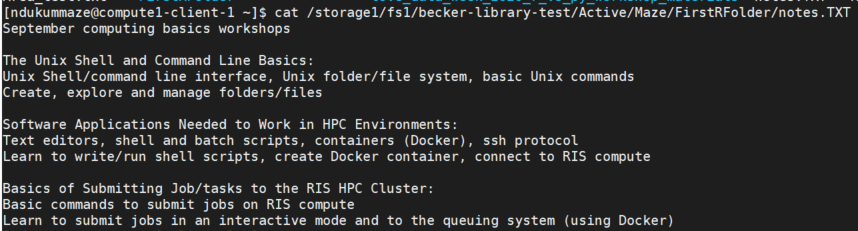 [ndukummaze@compute1-client-1 ~]$ cat /storage1/fs1/becker-library-test/Active/Maze/FirstRFolder/notes.TXT
September computing basics workshops
The Unix Shell and Command Line Basics:
Unix Shell/command line interface, Unix folder/file system, basic Unix commands
Create, explore and manage folders/files
Software Applications Needed to Work in HPC Environments:
Text editors, shell and batch scripts, containers (Docker), ssh protocol
Learn to write/run shell scripts, create Docker container, connect to RIS compute
Basics of Submitting Job/tasks to the RIS HPC Cluster:
Basic commands to submit jobs on RIS compute
Learn to submit jobs in an interactive mode and to the queuing system (using Docker)